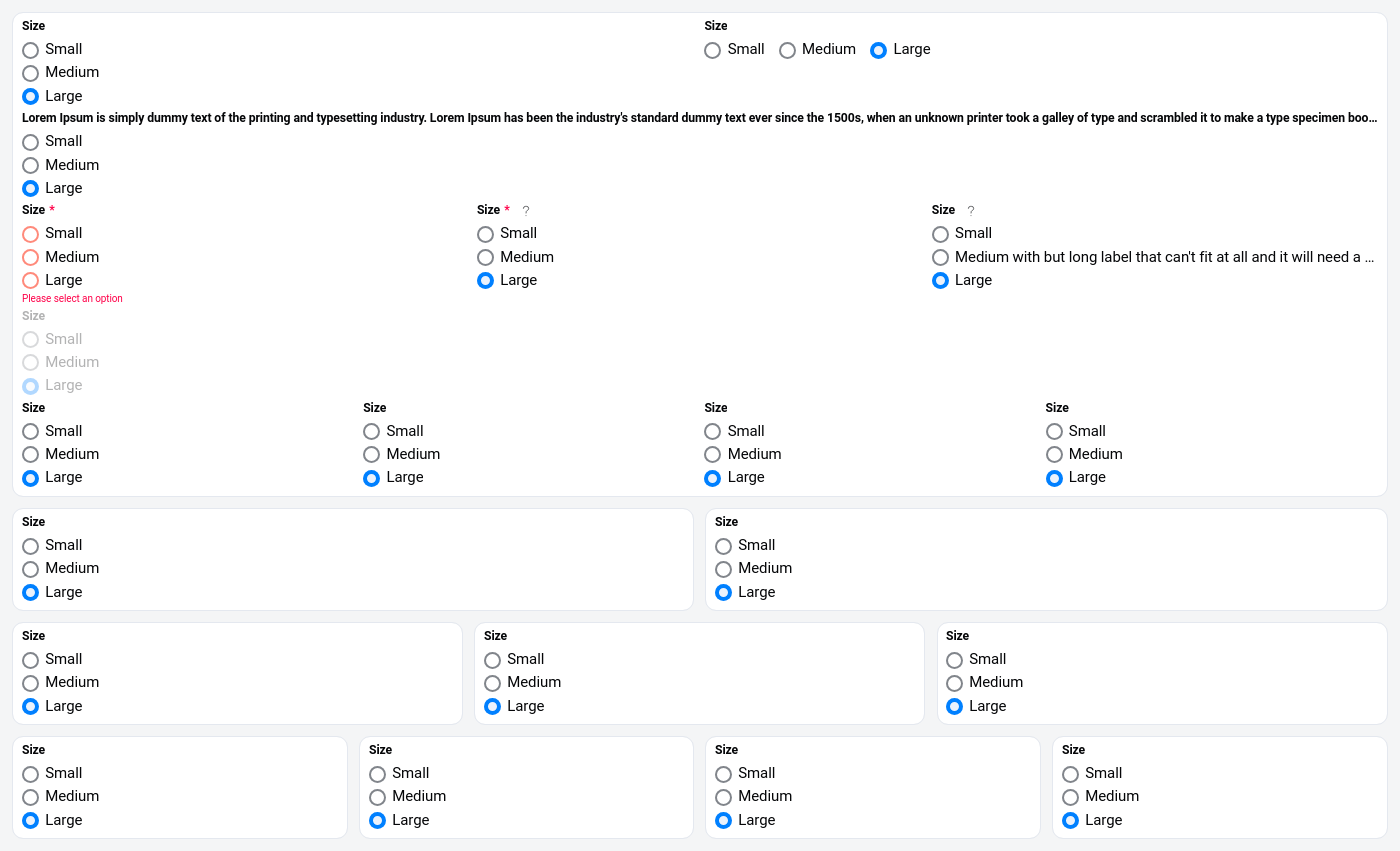 Size Size
Small Small Medium Large
Medium
Large
Lorem Ipsum is simply dummy text of the printing and typesetting industry. Lorem Ipsum has been the industry's standard dummy text ever since the 1500s, when an unknown printer took a galley of type and scrambled it to make a type specimen boo...
Small
Medium
Large
Size * Size * ? Size ?
Small Small Small
Medium Medium Medium with but long label that can't fit at all and it will need a ...
Large Large Large
Please select an option
Size
Small
Medium
Large
Size Size Size Size
Small Small Small Small
Medium Medium Medium Medium
Large Large Large Large
Size Size
Small Small
Medium Medium
Large Large
Size Size Size
Small Small Small
Medium Medium Medium
Large Large Large
Size Size Size Size
Small Small Small Small
Medium Medium Medium Medium
Large Large Large Large